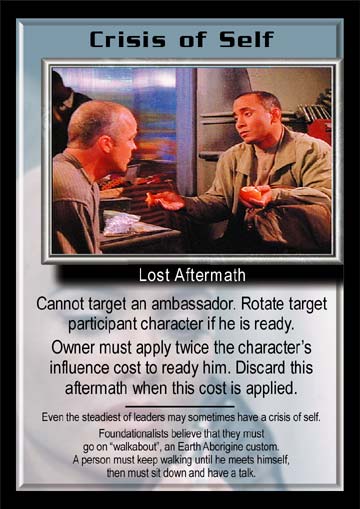 Crisis of Self
Lost Aftermath
Cannot target an ambassador. Rotate target
participant character if he is ready.
Owner must apply twice the character's
influence cost to ready him. Discard this
aftermath when this cost is applied.
Even the steadiest of leaders may sometimes have a crisis of self.
Foundationalists believe that they must
go on "walkabout", an Earth Aborigine custom.
A person must keep walking until he meets himself,
then must sit down and have a talk.